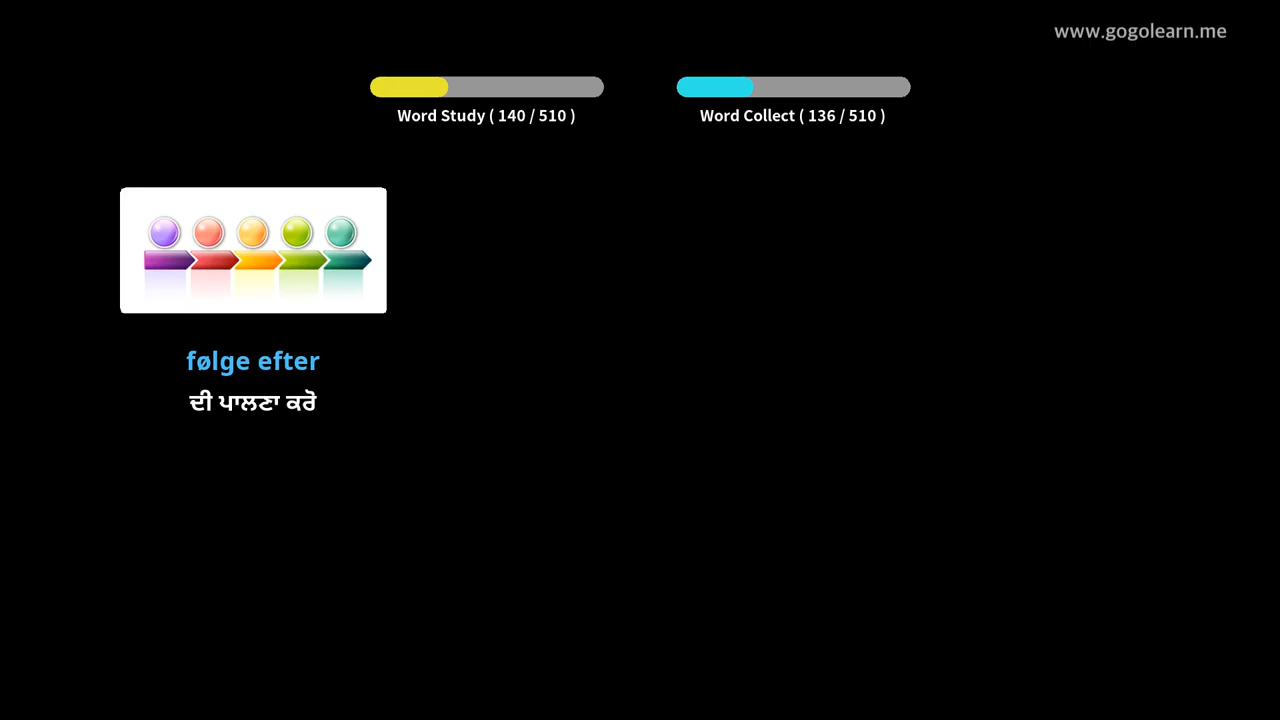 www.gogolearn.me
Word Study ( 140 / 510 )
Word Collect ( 136 / 510 )
følge efter
ਦੀ ਪਾਲਣਾ ਕਰੋ